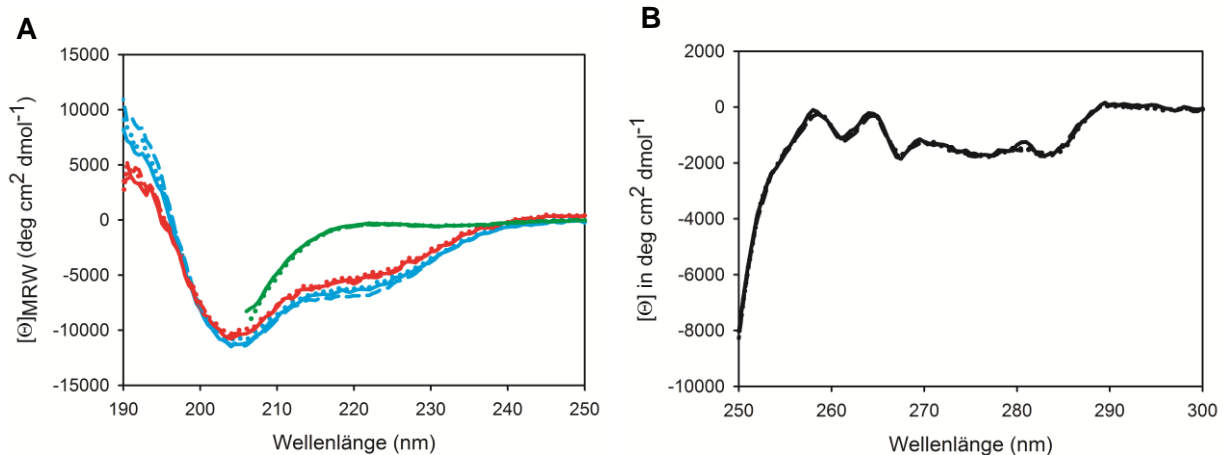 A
[Θ]MRW (deg cm² dmol⁻¹)
15000
10000
5000
0
-5000
-10000
-15000
190 200 210 220 230 240 250
Wellenlänge (nm)
B
[Θ] in deg cm² dmol⁻¹
2000
0
-2000
-4000
-6000
-8000
-10000
250 260 270 280 290 300
Wellenlänge (nm)